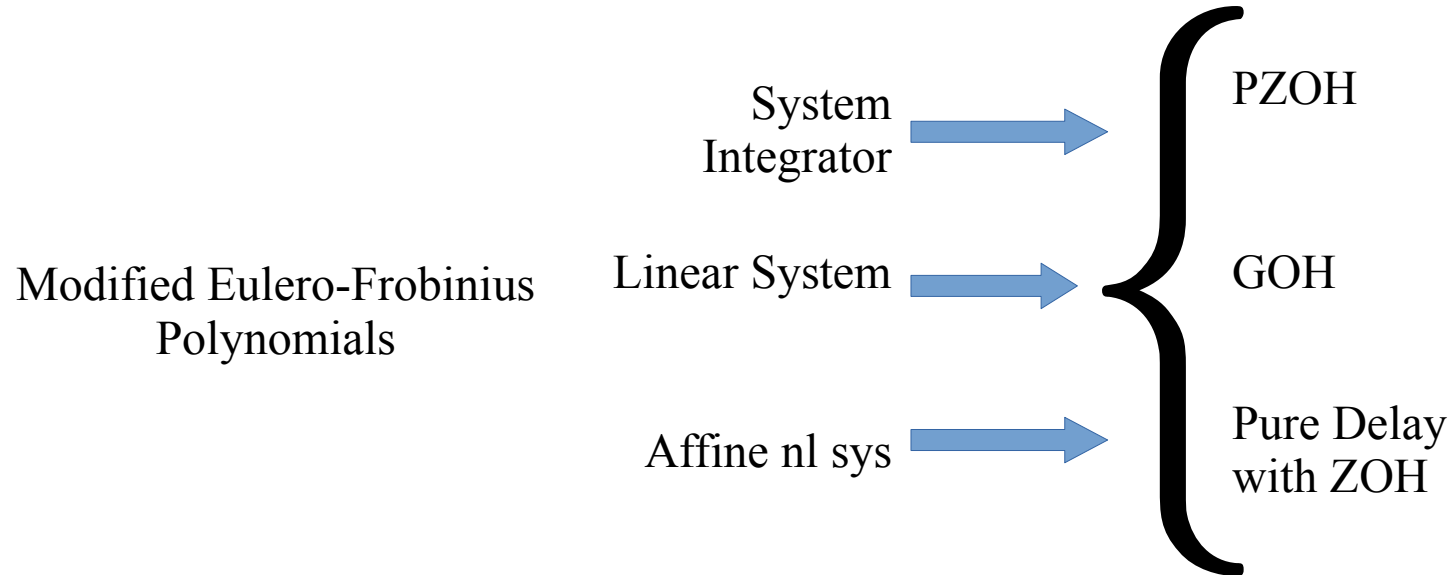 Modified Eulero-Frobinius
Polynomials
System
Integrator
Linear System
Affine nl sys
PZOH
GOH
Pure Delay
with ZOH